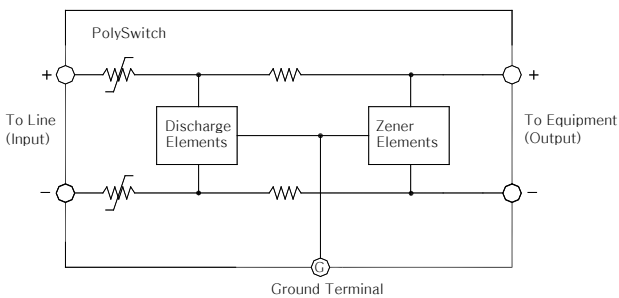 PolySwitch
+
+
To Line
(Input)
Discharge
Elements
Zener
Elements
To Equipment
(Output)
−
−
G
Ground Terminal